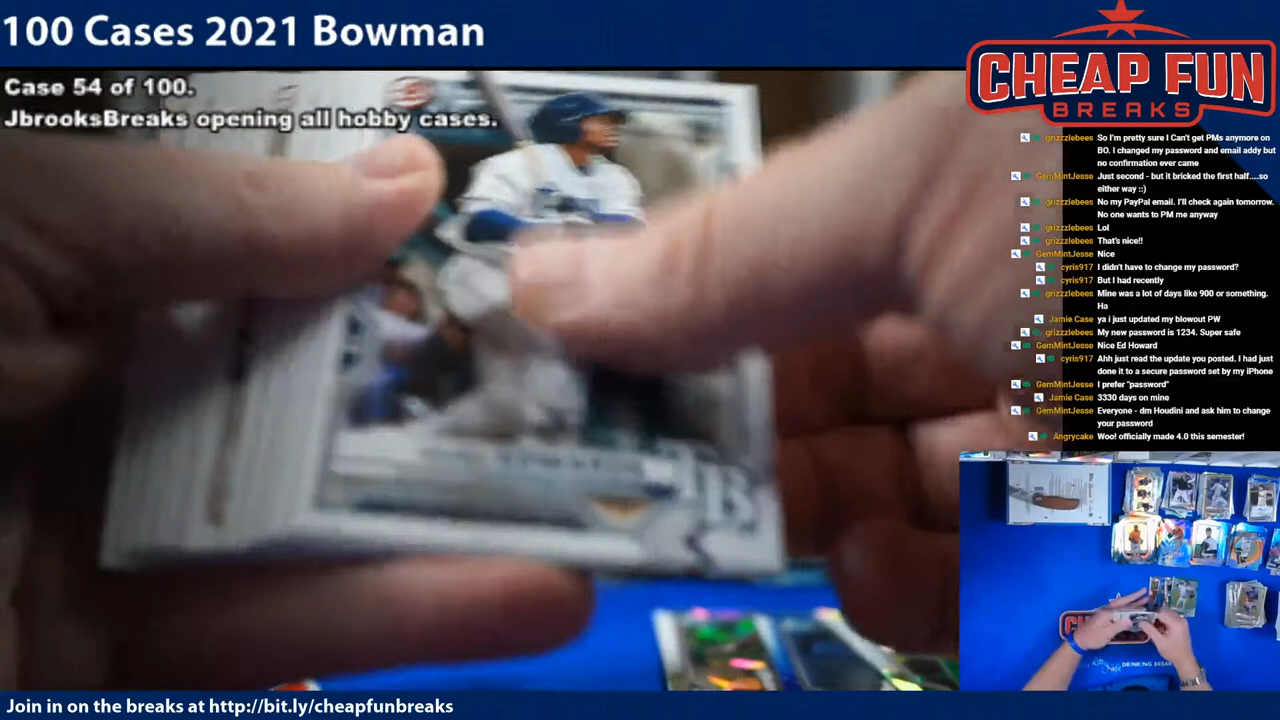 100 Cases 2021 Bowman
Case 54 of 100.
JbrooksBreaks opening all hobby cases.
CHEAP FUN
BREAKS
grizzzlebees So I'm pretty sure I Can't get PMs anymore on
BO. I changed my password and email addy but
no confirmation ever came
GemMintJesse Just second - but it bricked the first half....so
either way ::)
grizzzlebees No my PayPal email. I'll check again tomorrow.
No one wants to PM me anyway
grizzzlebees Lol
grizzzlebees That's nice!!
GemMintJesse Nice
cyris917 I didn't have to change my password?
cyris917 But I had recently
grizzzlebees Mine was a lot of days like 900 or something.
Ha
Jamie Case ya i just updated my blowout PW
grizzzlebees My new password is 1234. Super safe
GemMintJesse Nice Ed Howard
cyris917 Ahh just read the update you posted. I had just
done it to a secure password set by my iPhone
GemMintJesse I prefer "password"
Jamie Case 3330 days on mine
GemMintJesse Everyone - dm Houdini and ask him to change
your password
Angrycake Woo! officially made 4.0 this semester!
DRINKING BREA
Join in on the breaks at http://bit.ly/cheapfunbreaks